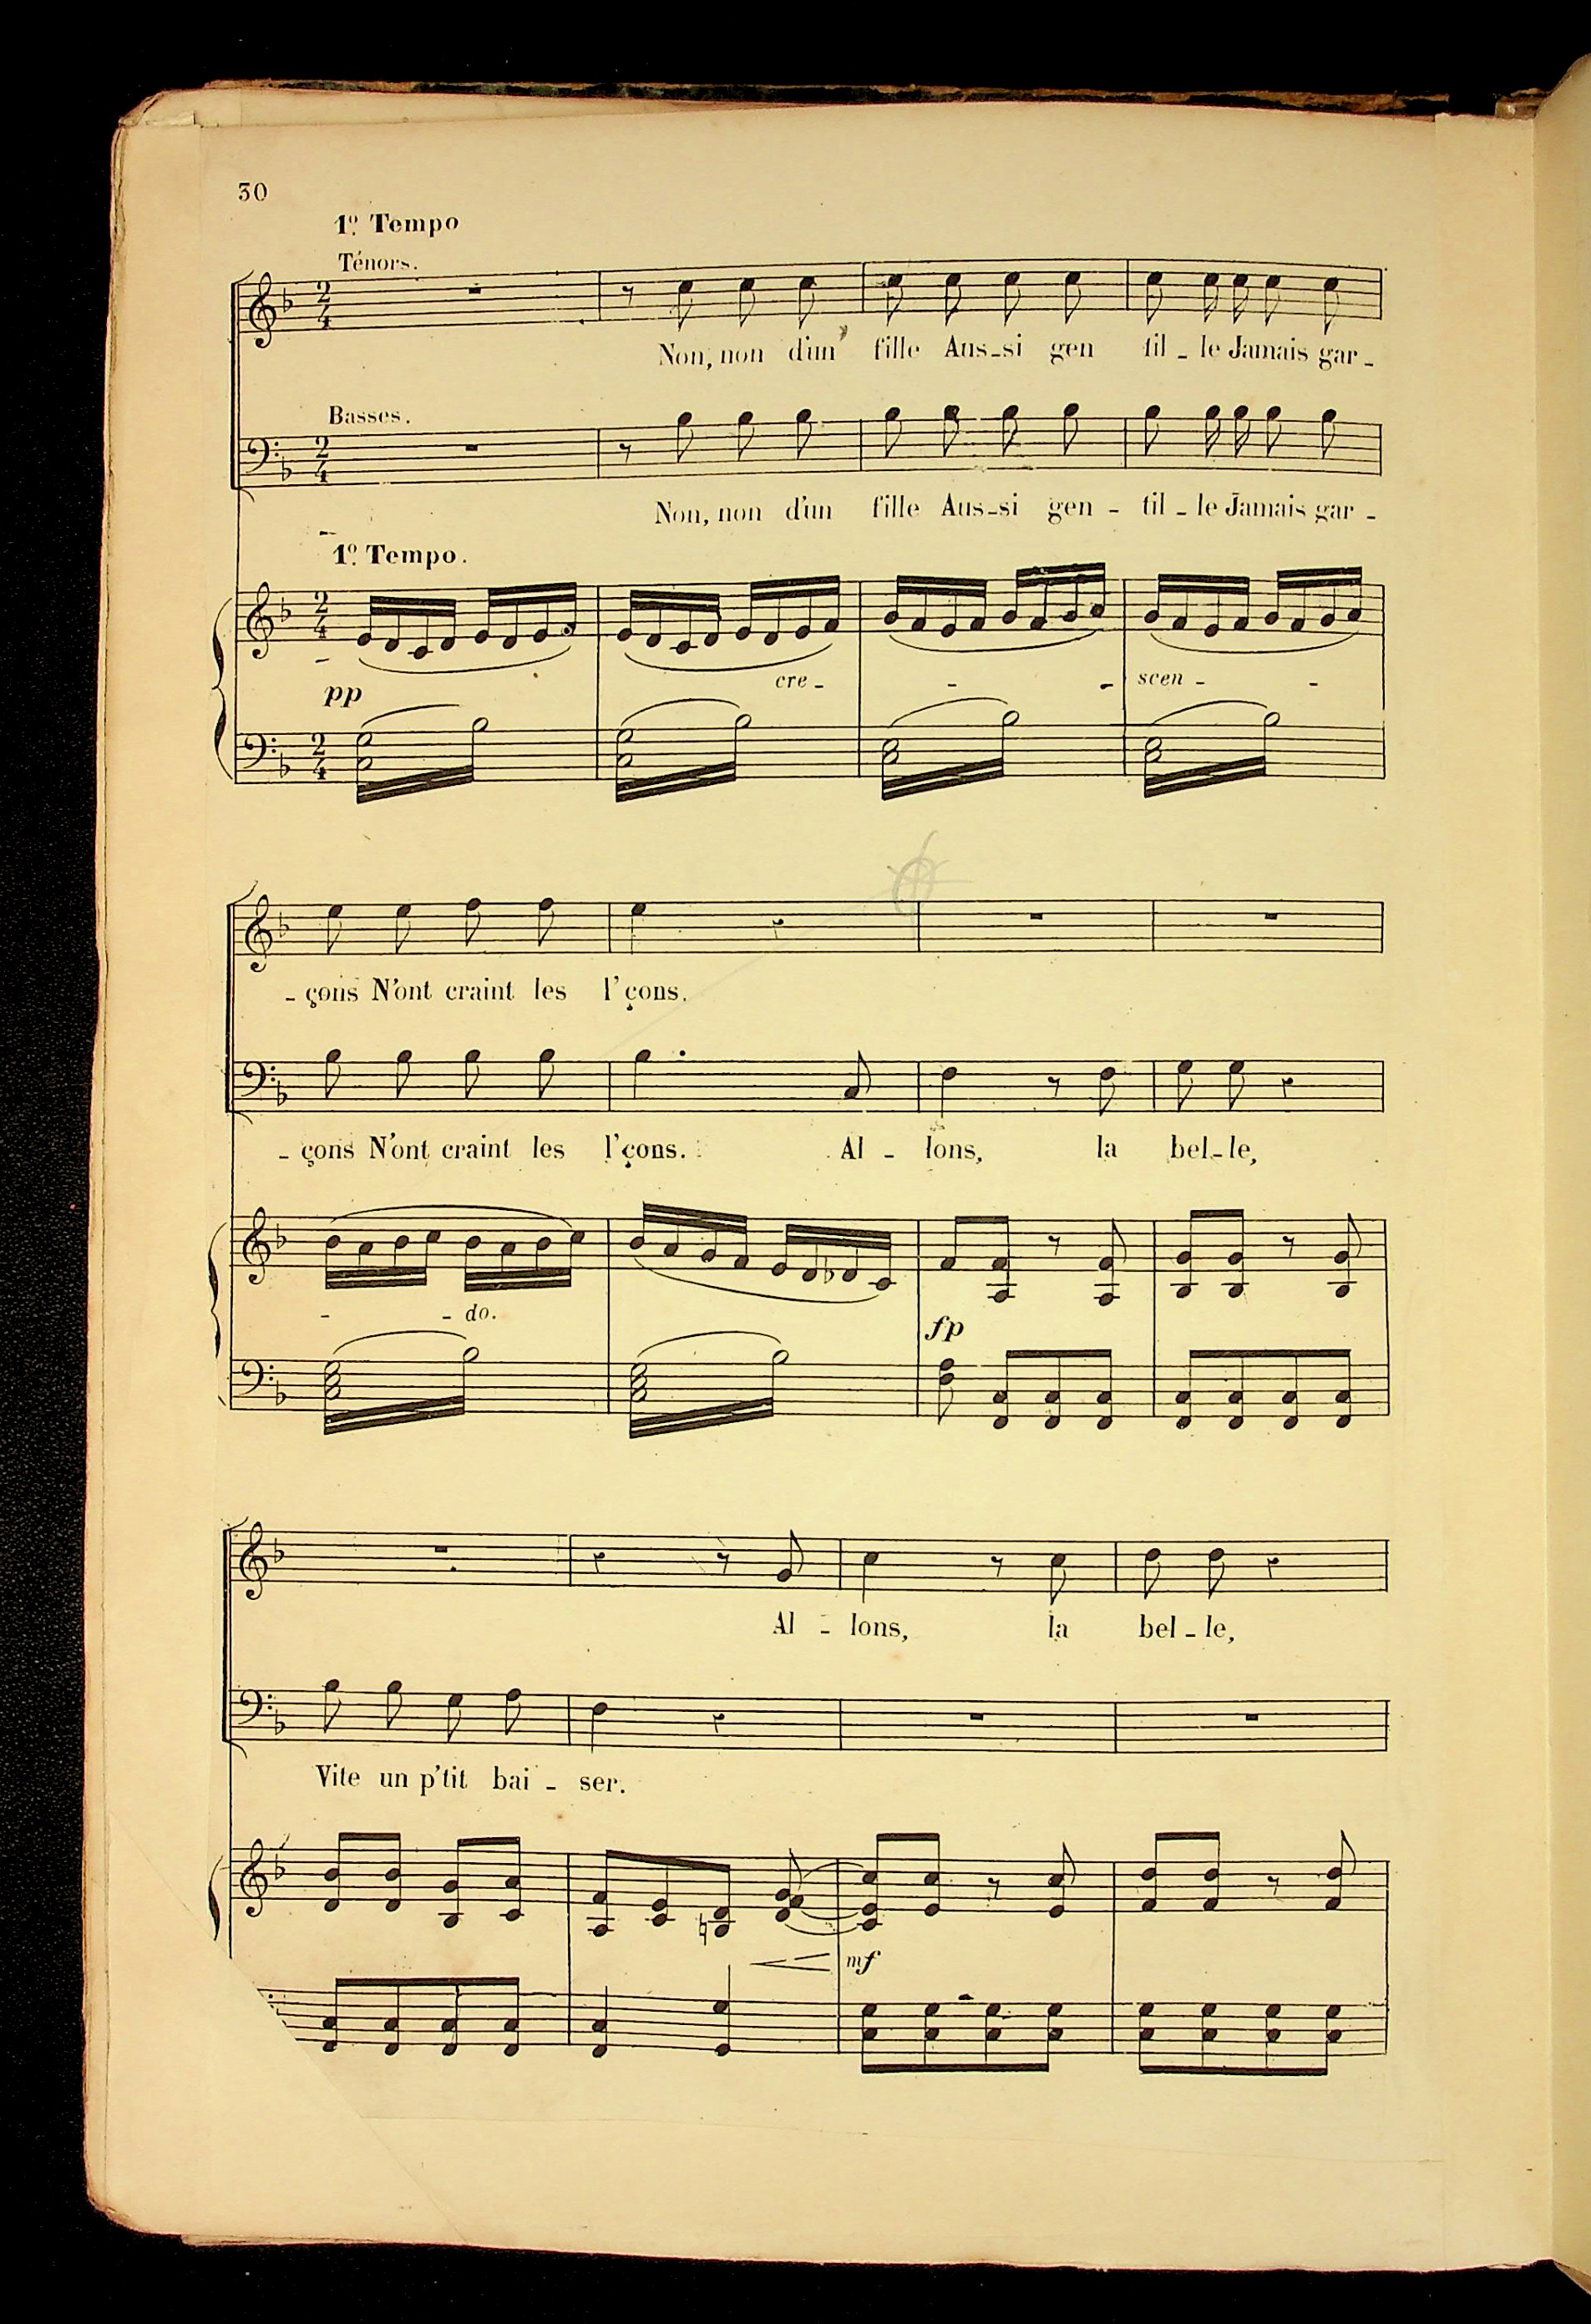 30
1º. Tempo
Ténors.
Non, non d'un' fille Aus-si gen til-le Jamais gar-
Basses.
Non, non d'un fille Aus-si gen-til-le Jamais gar-
1º. Tempo.
cre-
scen-
pp
-çons N'ont craint les l'çons.
-çons N'ont craint les l'çons. Al-lons, la bel-le,
-do.
fp
Al-lons, la bel-le,
Vite un p'tit bai-ser.
mf